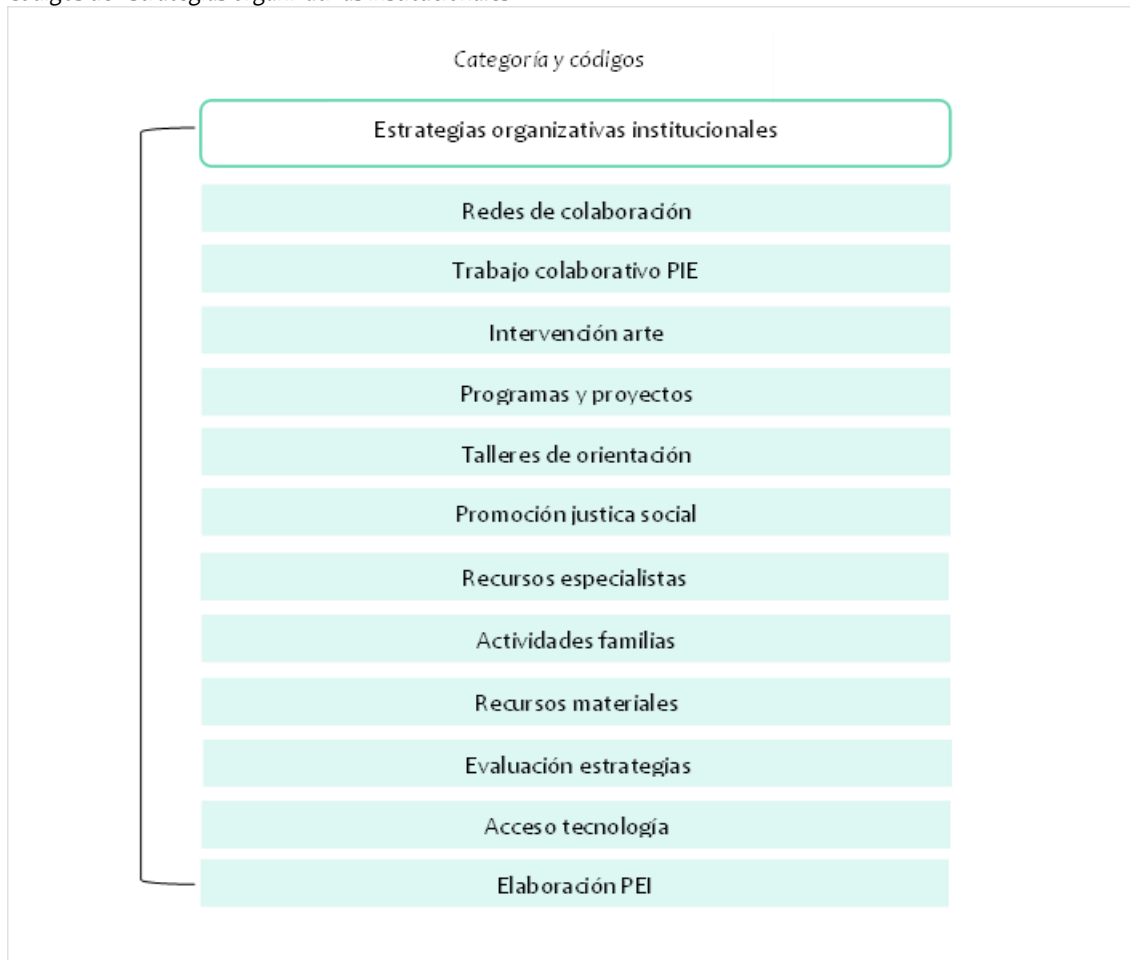 Categoría y códigos
Estrategias organizativas institucionales
Redes de colaboración
Trabajo colaborativo PIE
Intervención arte
Programas y proyectos
Talleres de orientación
Promoción justica social
Recursos especialistas
Actividades familias
Recursos materiales
Evaluación estrategias
Acceso tecnología
Elaboración PEI